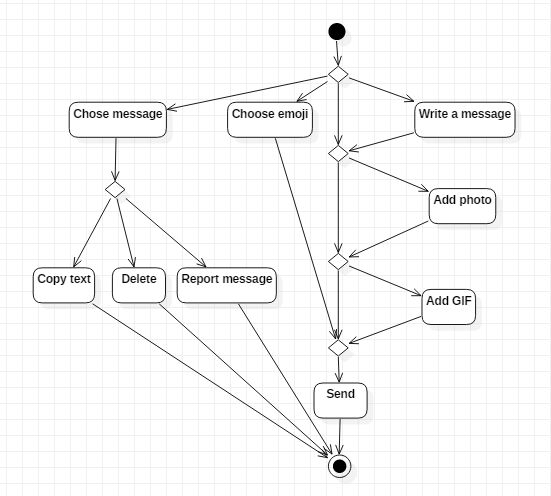 Chose message
Choose emoji
Write a message
Add photo
Copy text
Delete
Report message
Add GIF
Send